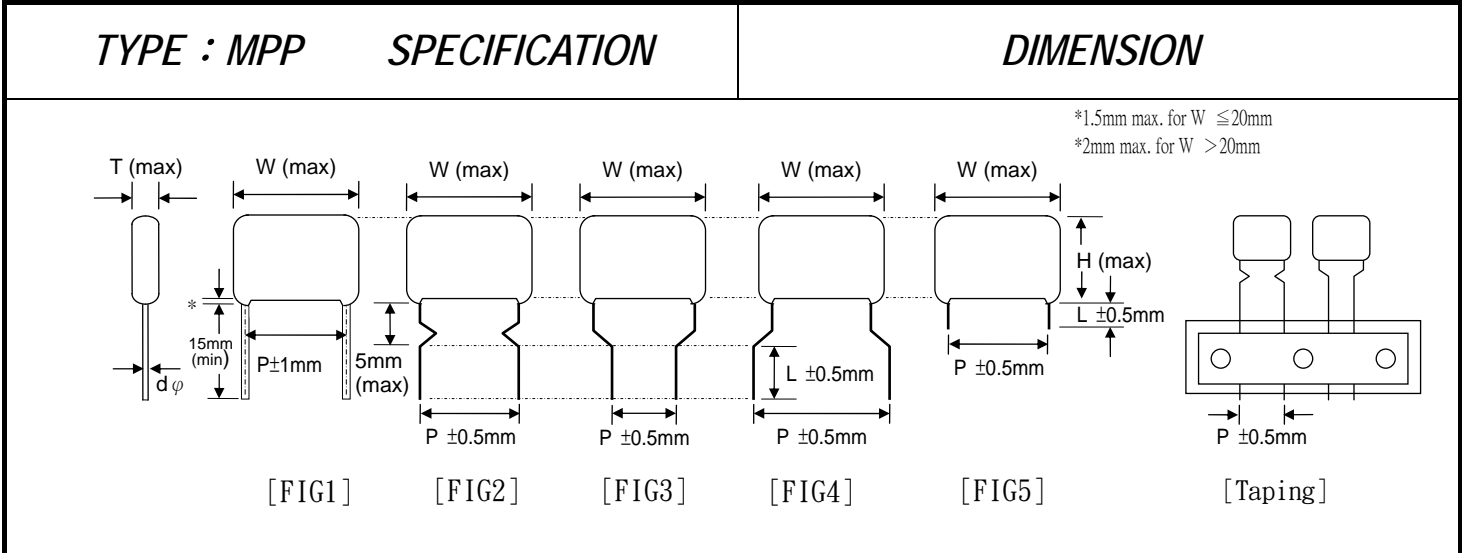 TYPE：MPP SPECIFICATION
DIMENSION
*1.5mm max. for W ≦20mm
*2mm max. for W ＞20mm
T (max)
W (max)
W (max)
W (max)
W (max)
W (max)
H (max)
*
L ±0.5mm
15mm
(min)
P±1mm
5mm
(max)
L ±0.5mm
P ±0.5mm
dφ
P ±0.5mm
P ±0.5mm
P ±0.5mm
P ±0.5mm
[FIG1]
[FIG2]
[FIG3]
[FIG4]
[FIG5]
[Taping]